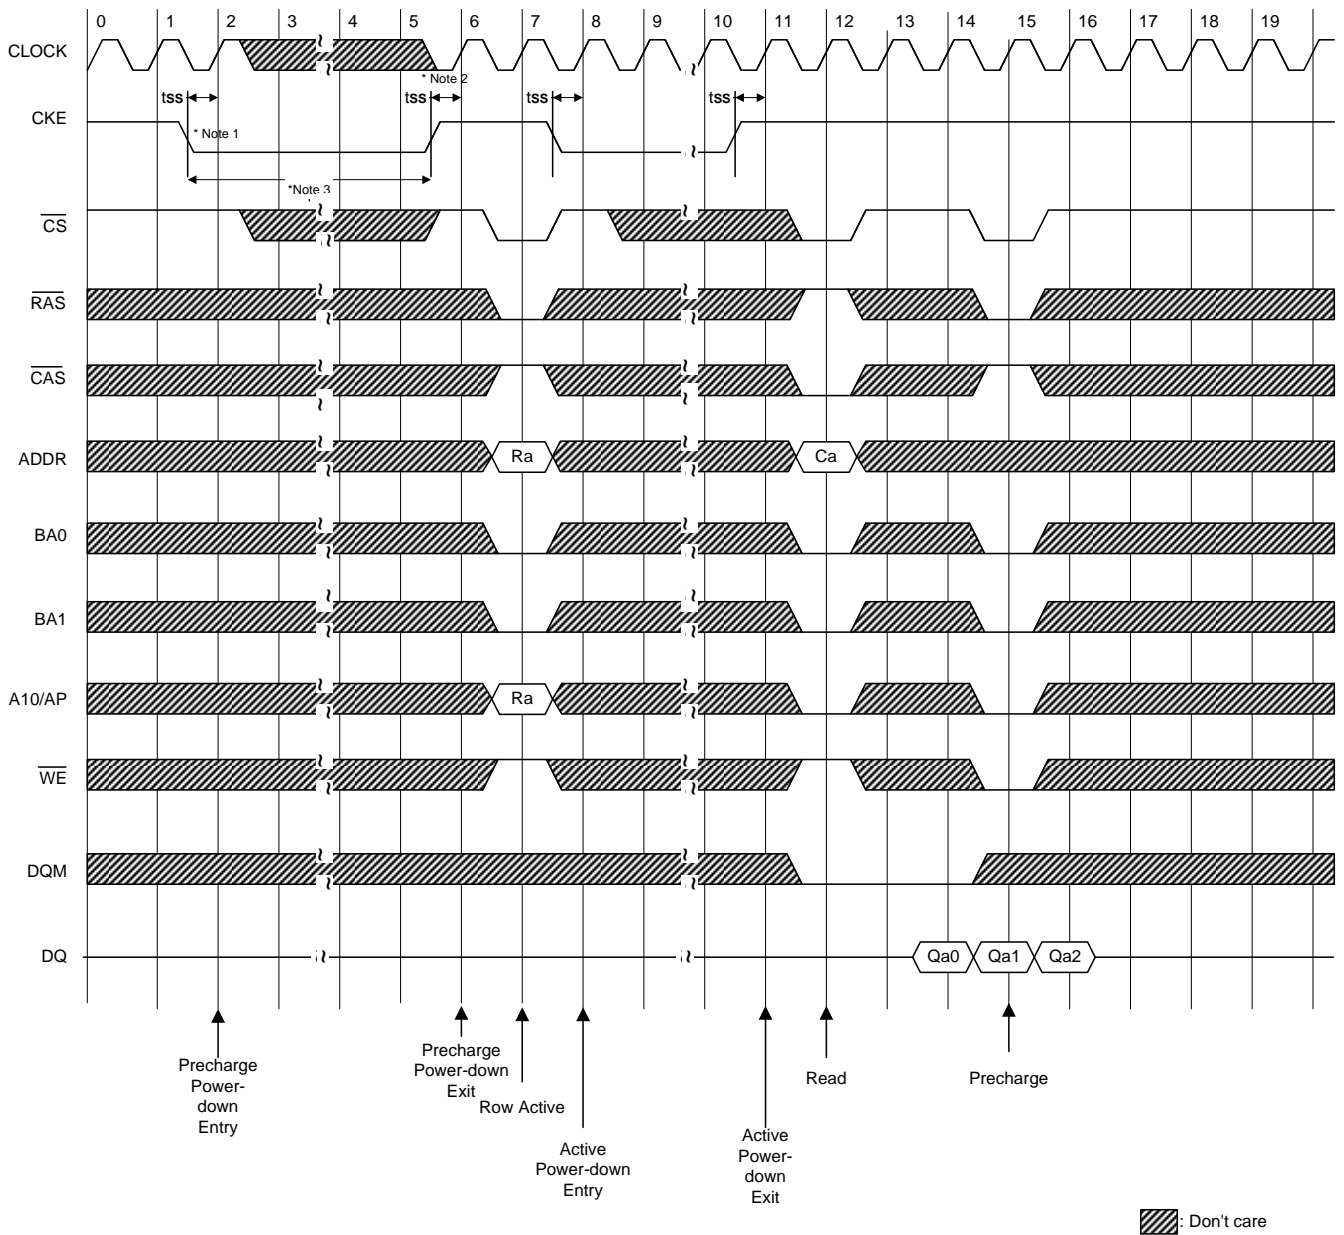 0 1 2 3 4 5 6 7 8 9 10 11 12 13 14 15 16 17 18 19
CLOCK
* Note 2
tss tss tss tss
CKE
* Note 1
*Note 3
CS
RAS
CAS
ADDR Ra Ca
BA0
BA1
A10/AP Ra
WE
DQM
DQ Qa0 Qa1 Qa2
Precharge
Power-
down
Entry
Precharge
Power-down
Exit
Row Active
Active
Power-down
Entry
Active
Power-
down
Exit
Read
Precharge
: Don't care